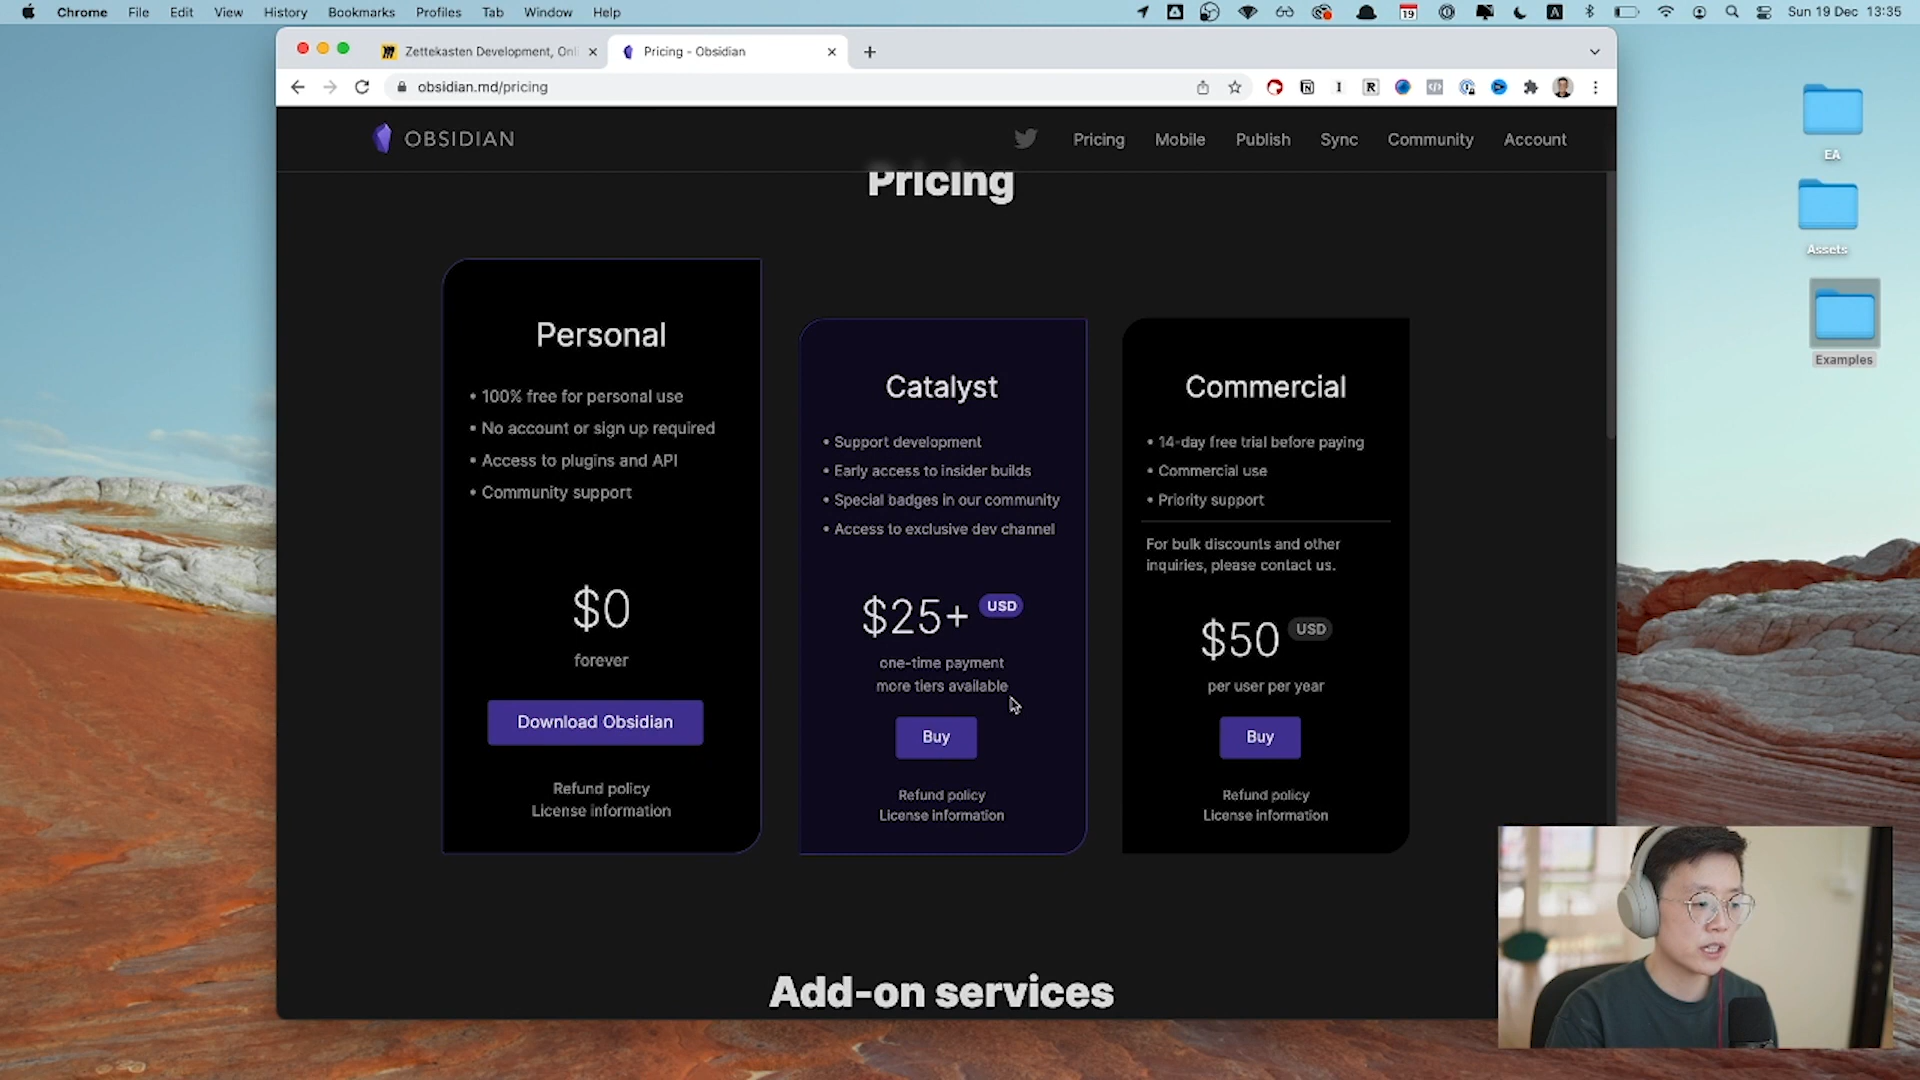 Chrome File Edit View History Bookmarks Profiles Tab Window Help
19
A
Sun 19 Dec 13:35
Zettekasten Development, Onli
Pricing - Obsidian
obsidian.md/pricing
OBSIDIAN
Pricing Mobile Publish Sync Community Account
Pricing
Personal
• 100% free for personal use
• No account or sign up required
• Access to plugins and API
• Community support
$0
forever
Download Obsidian
Refund policy
License information
Catalyst
• Support development
• Early access to insider builds
• Special badges in our community
• Access to exclusive dev channel
$25+ USD
one-time payment
more tiers available
Buy
Refund policy
License information
Commercial
• 14-day free trial before paying
• Commercial use
• Priority support
For bulk discounts and other
inquiries, please contact us.
$50 USD
per user per year
Buy
Refund policy
License information
Add-on services
EA
Assets
Examples